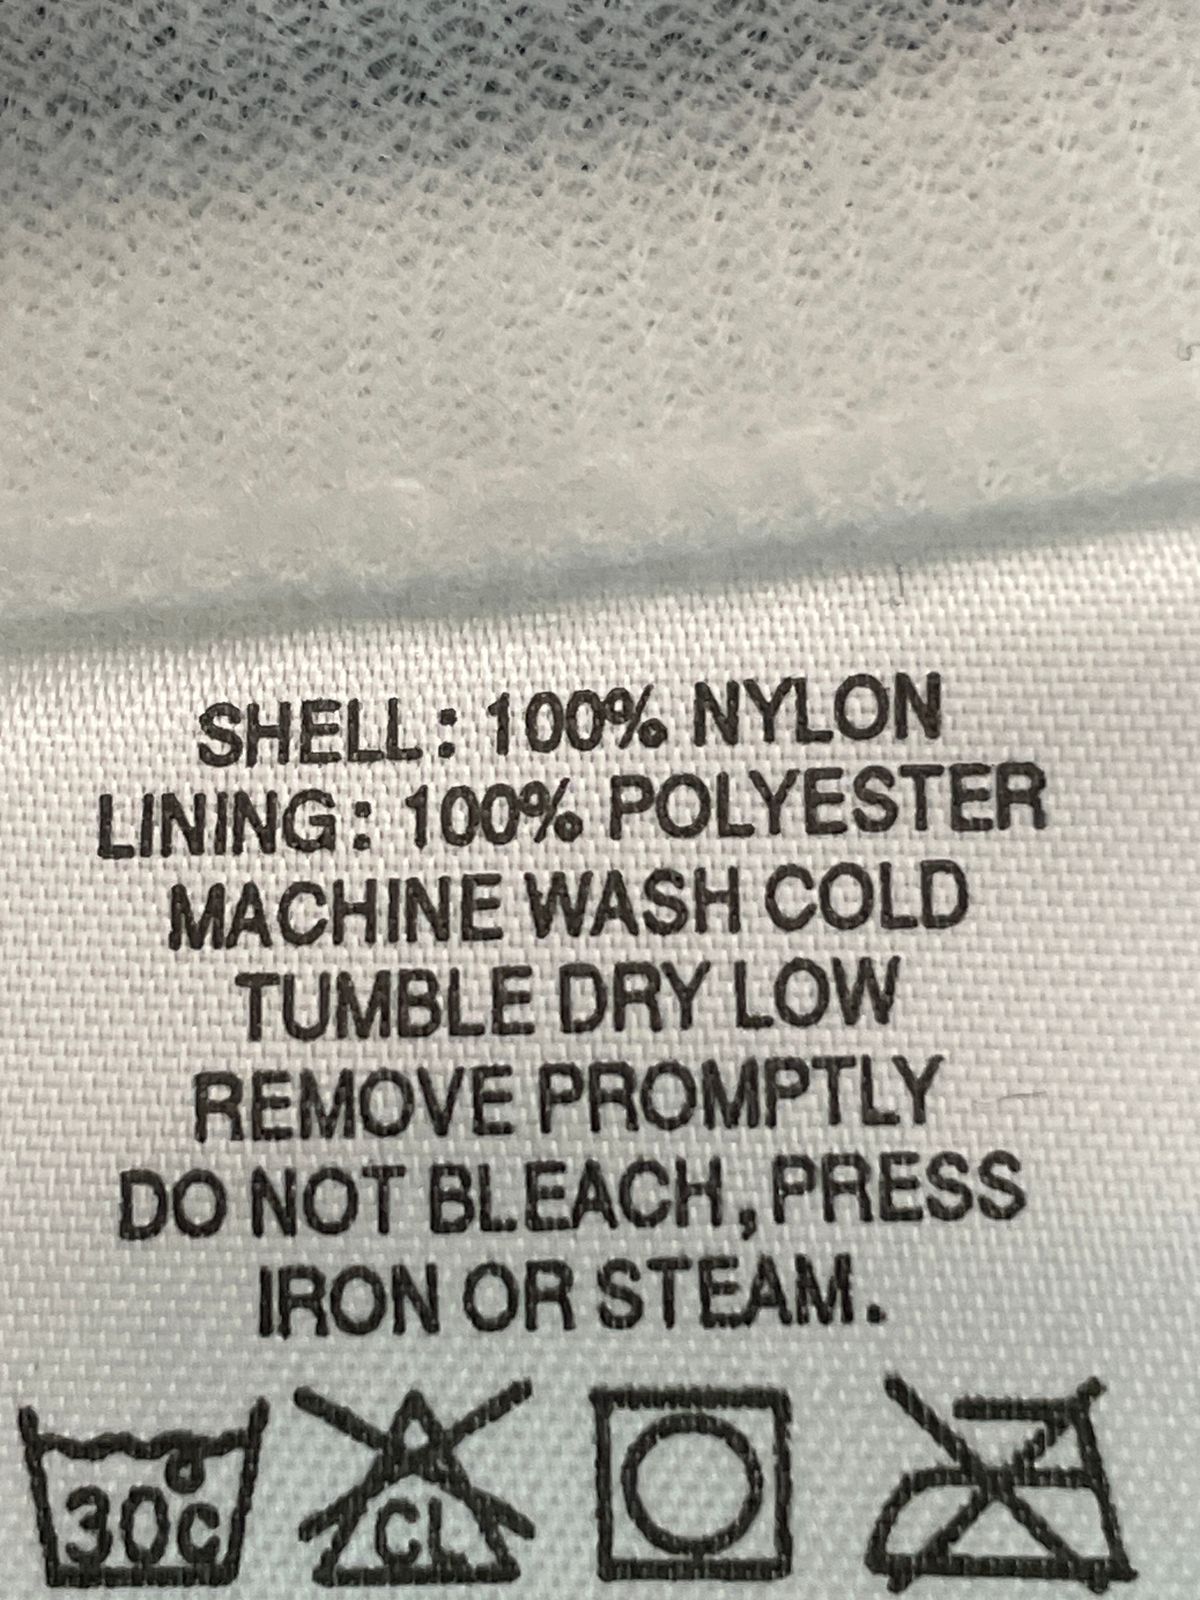 SHELL: 100% NYLON
LINING: 100% POLYESTER
MACHINE WASH COLD
TUMBLE DRY LOW
REMOVE PROMPTLY
DO NOT BLEACH, PRESS
IRON OR STEAM.
30c CL